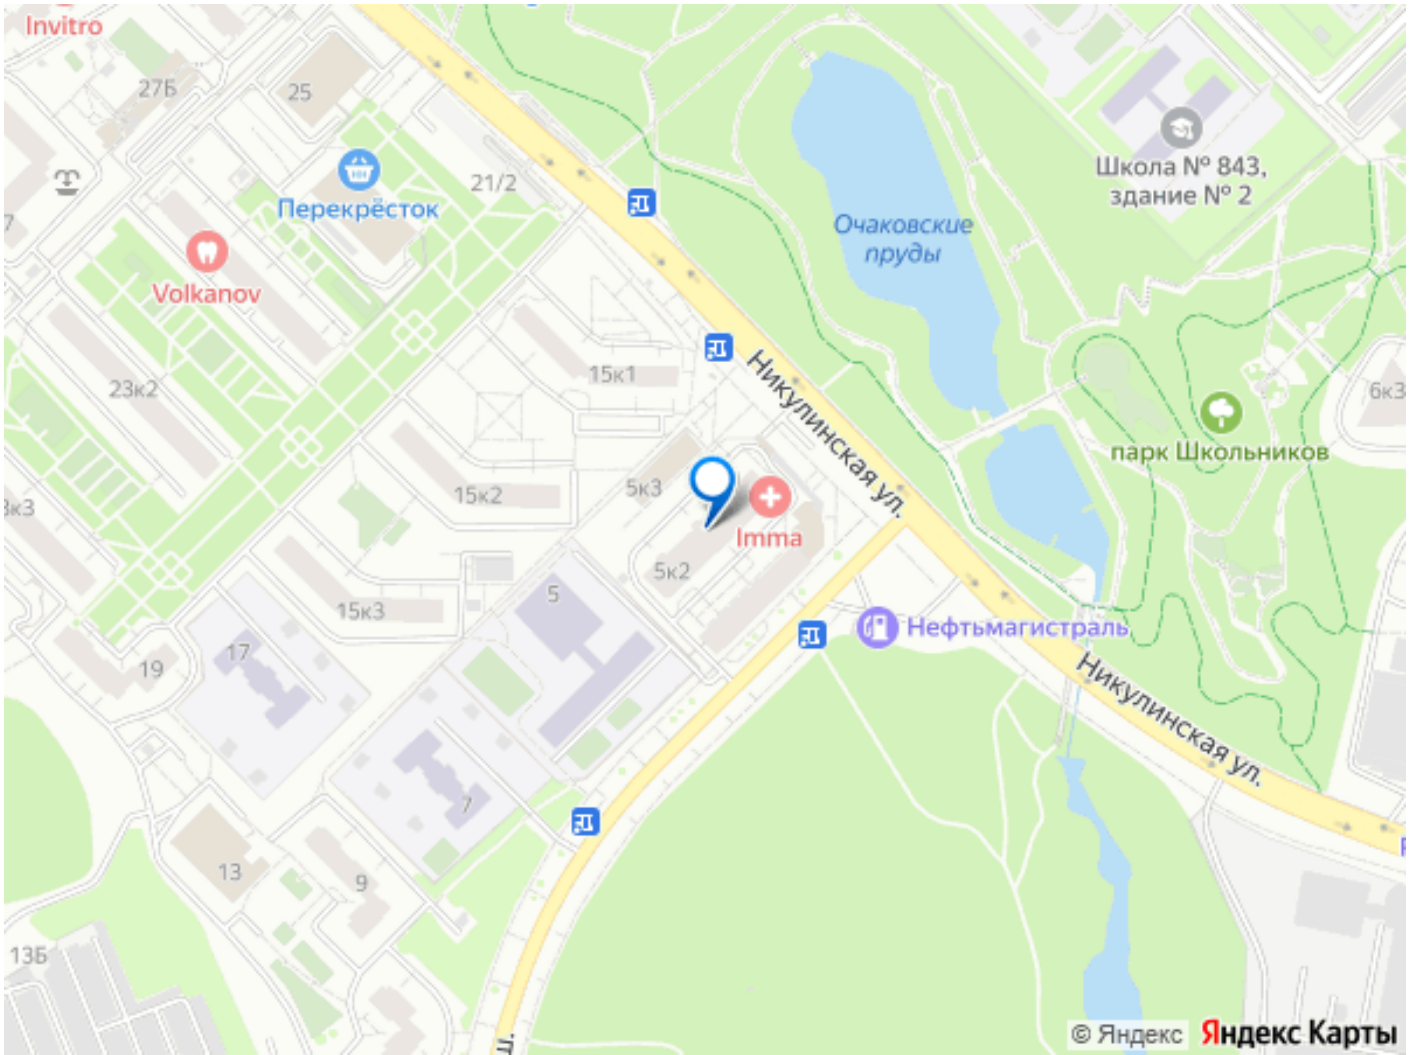 Invitro
27Б
25
Перекрёсток
21/2
7
Volkanov
23к2
15к1
Никулинская ул.
Очаковские
пруды
Школа № 843,
здание № 2
6к3
парк Школьников
15к2
5к3
Imma
5к2
15к3
5
17
19
Нефтьмагистраль
Никулинская ул.
7
13
9
13Б
© Яндекс
Яндекс Карты